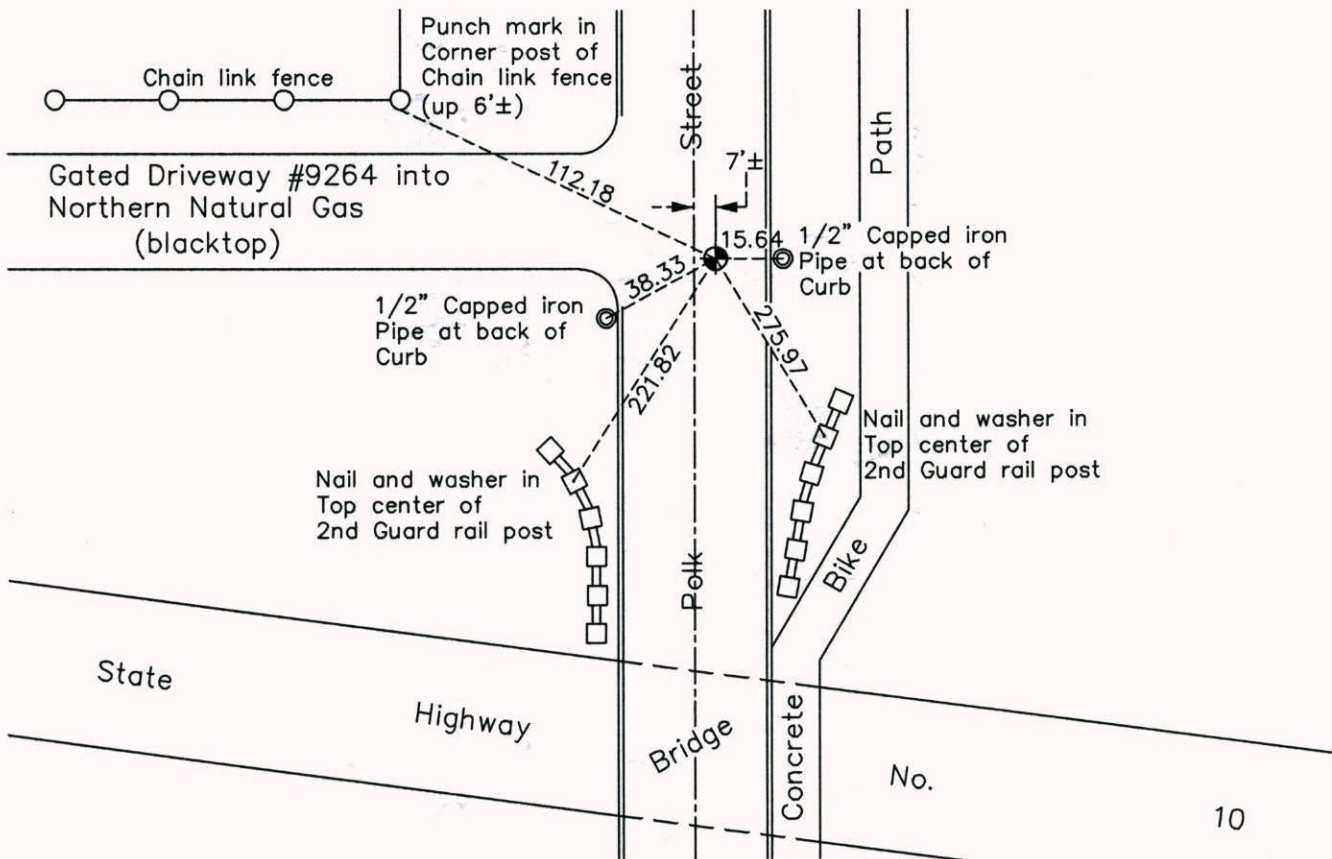 Punch mark in
Corner post of
Chain link fence
(up 6'±)
Chain link fence
Street
Path
7'±
112.18
Gated Driveway #9264 into
Northern Natural Gas
(blacktop)
15.64
1/2" Capped iron
Pipe at back of
Curb
38.33
1/2" Capped iron
Pipe at back of
Curb
275.97
221.82
Nail and washer in
Top center of
2nd Guard rail post
Nail and washer in
Top center of
2nd Guard rail post
Polk
Bike
State
Highway
Bridge
Concrete
No.
10